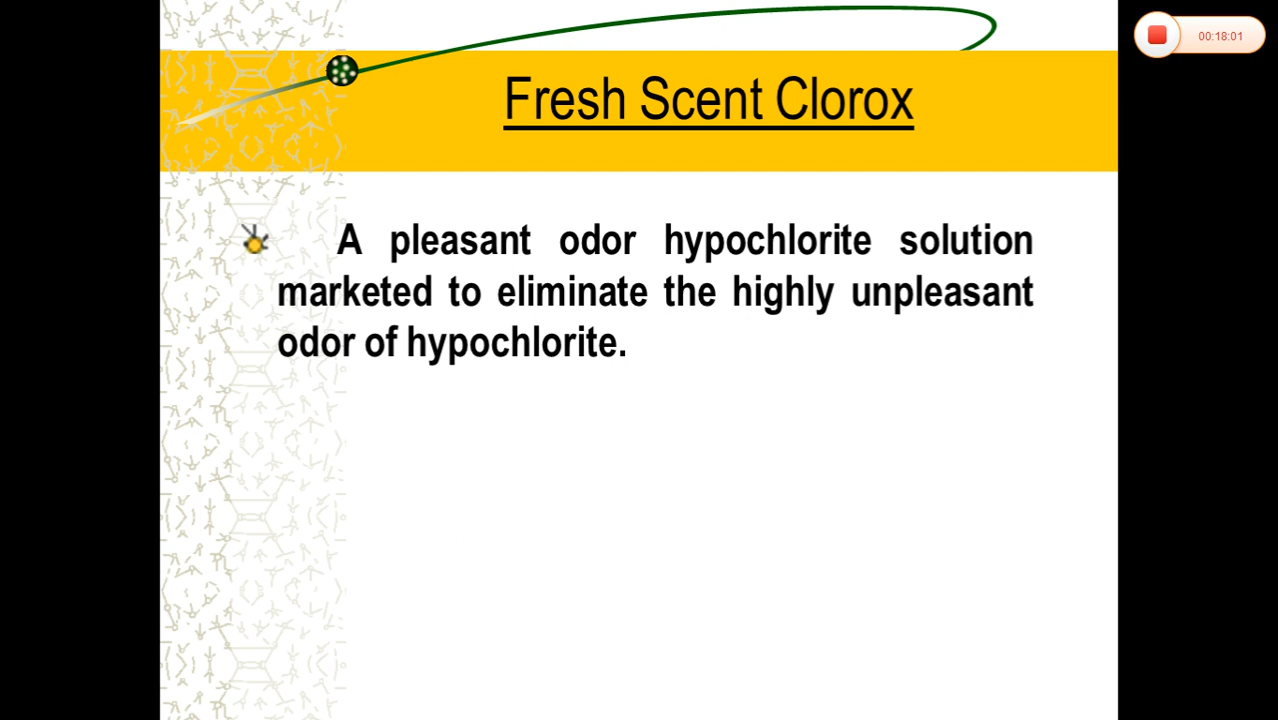 00:18:01
Fresh Scent Clorox
A pleasant odor hypochlorite solution
marketed to eliminate the highly unpleasant
odor of hypochlorite.